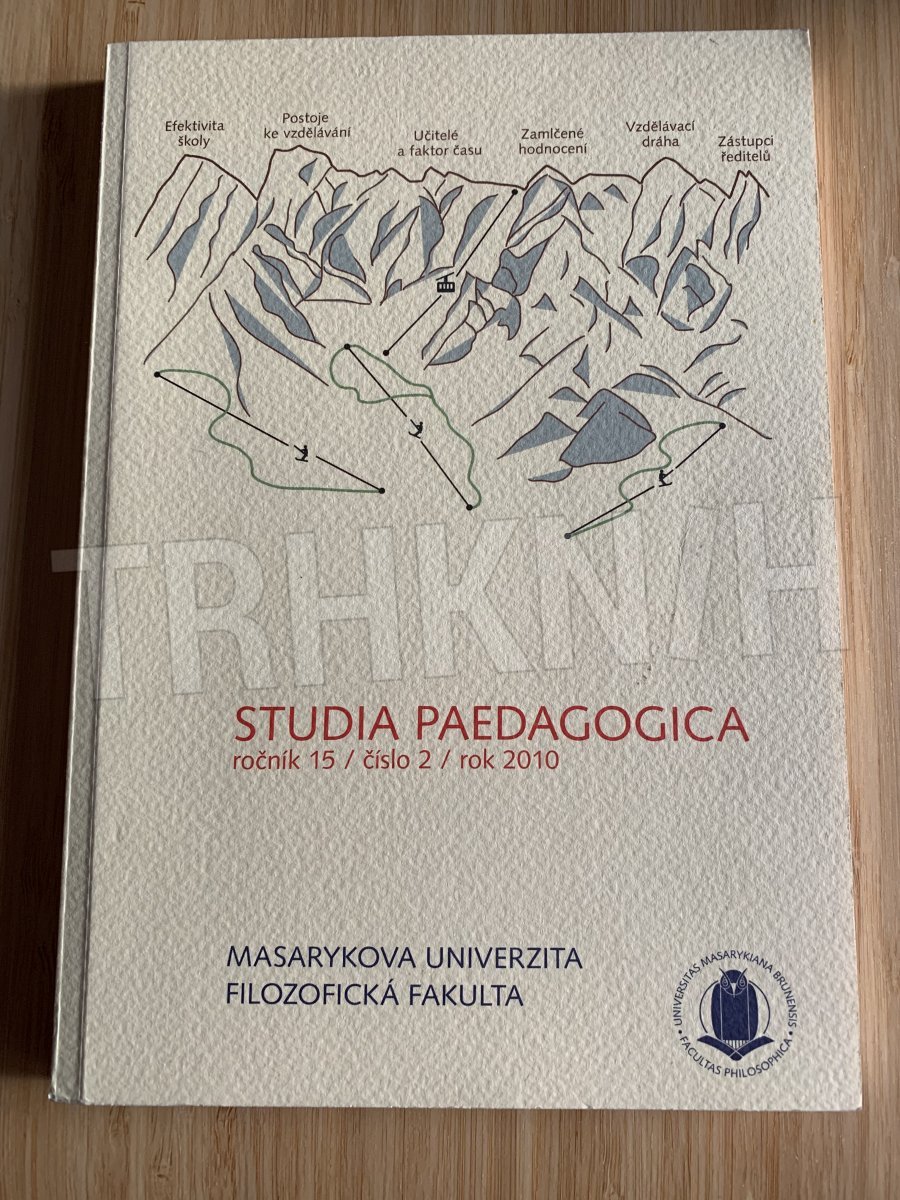 Efektivita
školy
Postoje
ke vzdělávání
Učitelé
a faktor času
Zamlčené
hodnocení
Vzdělávací
dráha
Zástupci
ředitelů
TRHKNIH
STUDIA PAEDAGOGICA
ročník 15 / číslo 2 / rok 2010
MASARYKOVA UNIVERZITA
FILOZOFICKÁ FAKULTA
• UNIVERSITAS MASARYKIANA BRUNENSIS •
FACULTAS PHILOSOPHICA